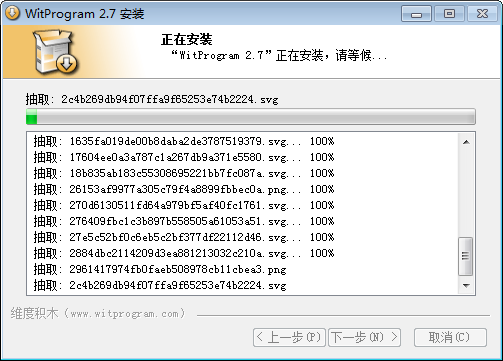 WitProgram 2.7 安装
正在安装
“WitProgram 2.7”正在安装，请等候...
抽取: 2c4b269db94f07ffa9f65253e74b2224.svg
抽取: 1635fa019de00b8daba2de3787519379.svg... 100%
抽取: 17604ee0a3a787c1a267db9a371e5580.svg... 100%
抽取: 18b835ab183c55308695221bb7fc087a.svg... 100%
抽取: 26153af9977a305c79f4a8899fbbec0a.png... 100%
抽取: 270d6130511fd64a979bf5af40fc1761.svg... 100%
抽取: 276409fbc1c3b897b558505a61053a51.svg... 100%
抽取: 27e5c52bf0c6eb5c2bf377df22112d46.svg... 100%
抽取: 2884dbc2114209d3ea881213032c210a.svg... 100%
抽取: 2961417974fb0faeb508978cb11cbea3.png
抽取: 2c4b269db94f07ffa9f65253e74b2224.svg
维度积木（www.witprogram.com）
< 上一步(P) 下一步(N) > 取消(C)